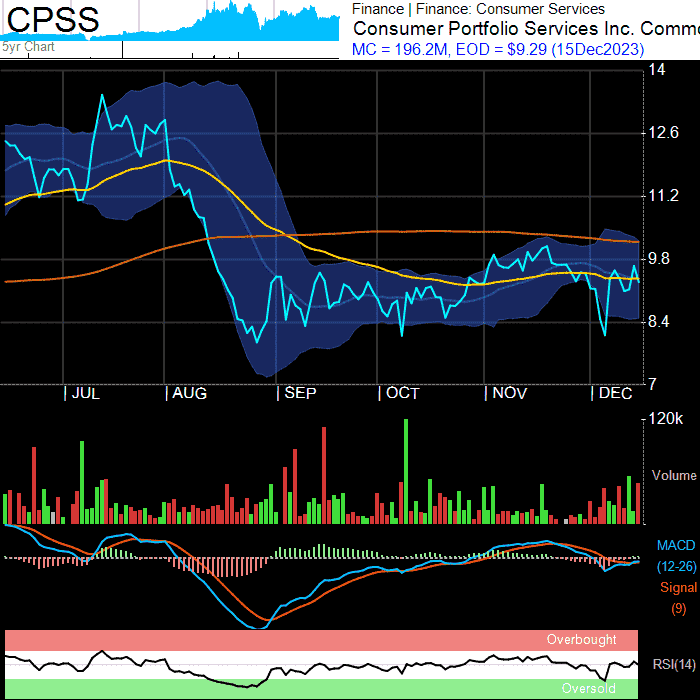 CPSS
5yr Chart
Finance | Finance: Consumer Services
Consumer Portfolio Services Inc. Commo
MC = 196.2M, EOD = $9.29 (15Dec2023)
14
12.6
11.2
9.8
8.4
7
JUL AUG SEP OCT NOV DEC
120k
Volume
MACD
(12-26)
Signal
(9)
Overbought
RSI(14)
Oversold